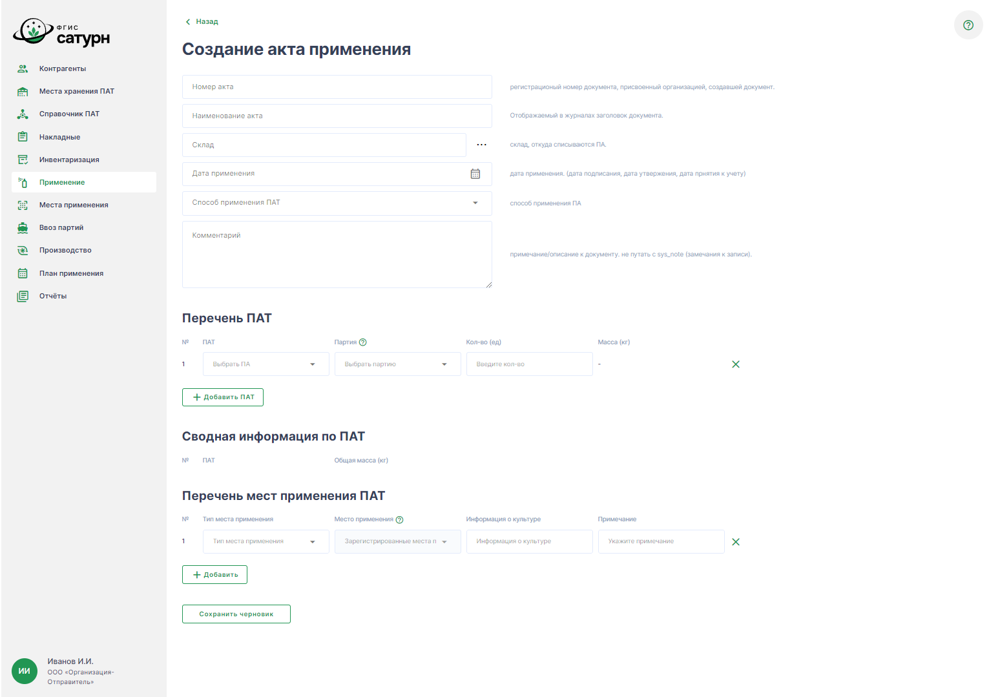 ФГИС
сатурн
Контрагенты
Места хранения ПАТ
Справочник ПАТ
Накладные
Инвентаризация
Применение
Места применения
Ввоз партий
Производство
План применения
Отчёты
ИИ
Иванов И.И.
ООО «Организация-
Отправитель»
Назад
Создание акта применения
Номер акта
регистрационый номер документа, присвоенный организацией, создавшей документ.
Наименование акта
Отображаемый в журналах заголовок документа.
Склад
склад, откуда списываются ПА.
Дата применения
дата применения. (дата подписания, дата утвержения, дата прнятия к учету)
Способ применения ПАТ
способ применения ПА
Комментарий
примечание/описание к документу. не путать с sys_note (замечания к записи).
Перечень ПАТ
№ ПАТ Партия Кол-во (ед) Масса (кг)
1 Выбрать ПА Выбрать партию Введите кол-во -
Добавить ПАТ
Сводная информация по ПАТ
№ ПАТ Общая масса (кг)
Перечень мест применения ПАТ
№ Тип места применения Место применения Информация о культуре Примечание
1 Тип места применения Зарегистрированные места п Информация о культуре Укажите примечание
Добавить
Сохранить черновик